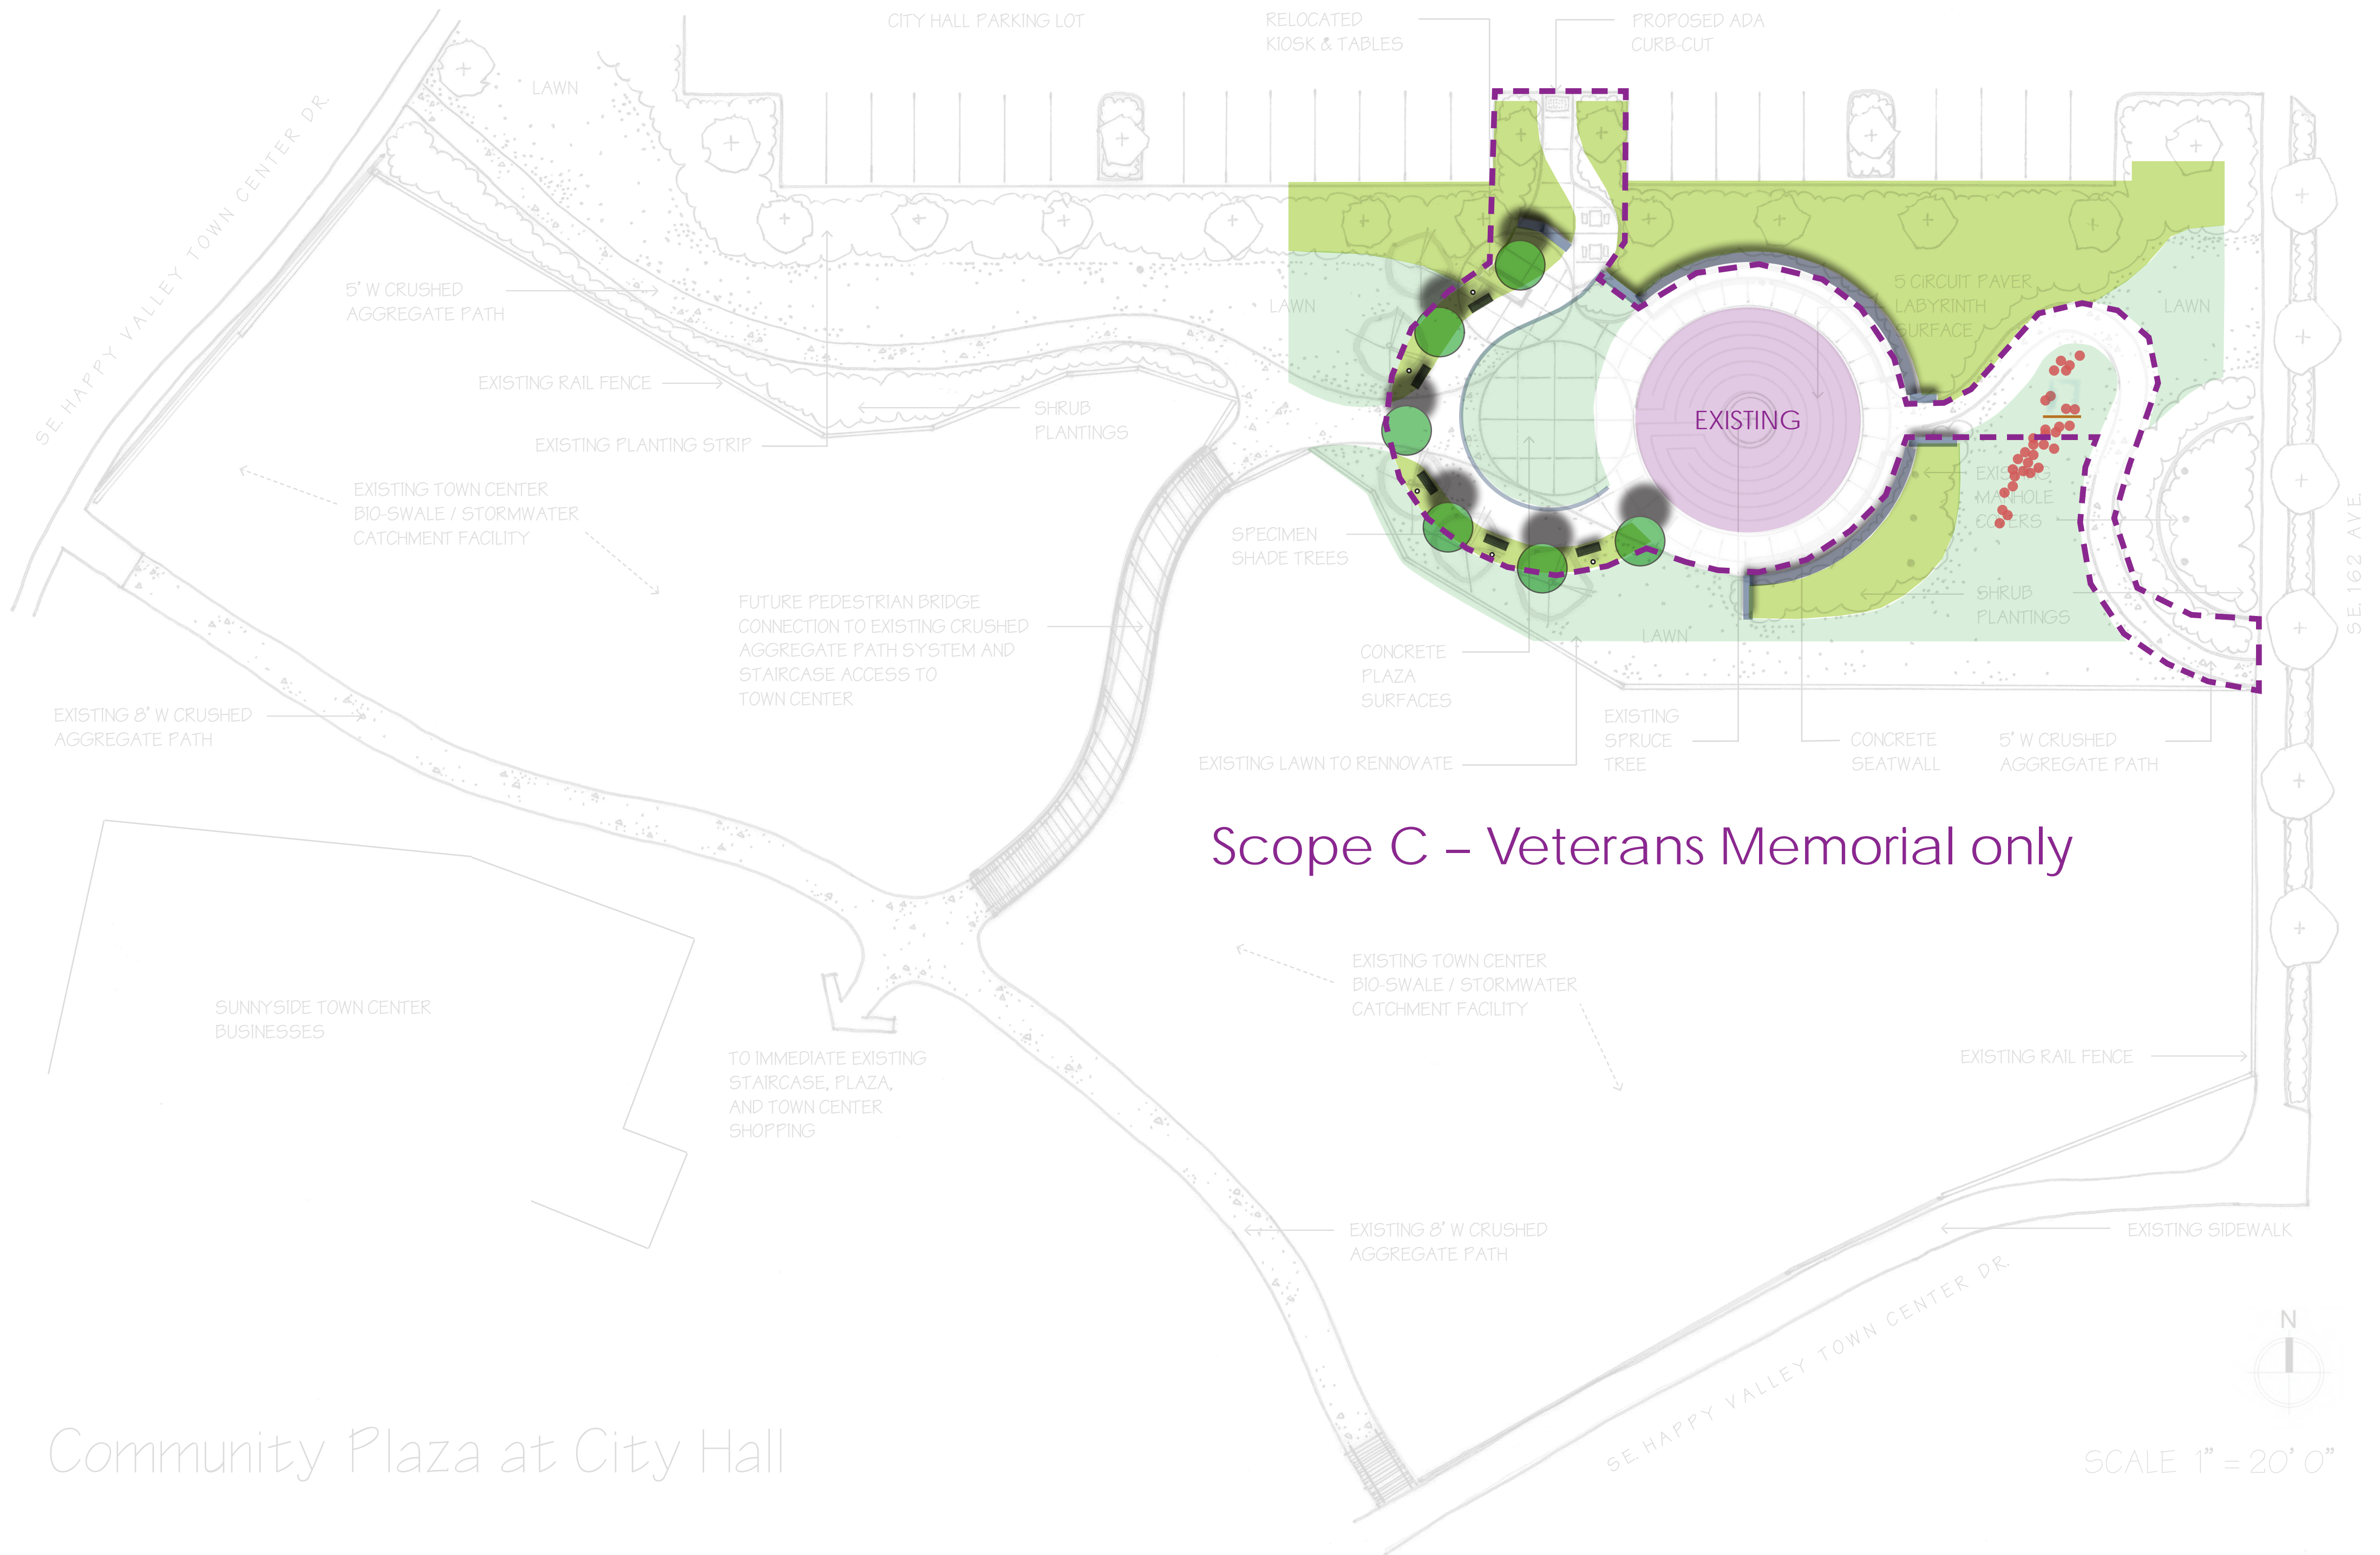 CITY HALL PARKING LOT
RELOCATED
KIOSK & TABLES
PROPOSED ADA
CURB-CUT
LAWN
SE. HAPPY VALLEY TOWN CENTER DR.
5' W CRUSHED
AGGREGATE PATH
LAWN
5 CIRCUIT PAVER
LABYRINTH
SURFACE
LAWN
EXISTING RAIL FENCE
SHRUB
PLANTINGS
EXISTING PLANTING STRIP
EXISTING
EXISTING TOWN CENTER
BIO-SWALE / STORMWATER
CATCHMENT FACILITY
EXISTING
MANHOLE
COVERS
SPECIMEN
SHADE TREES
SE. 162 AVE.
FUTURE PEDESTRIAN BRIDGE
CONNECTION TO EXISTING CRUSHED
AGGREGATE PATH SYSTEM AND
STAIRCASE ACCESS TO
TOWN CENTER
SHRUB
PLANTINGS
LAWN
CONCRETE
PLAZA
SURFACES
EXISTING 8' W CRUSHED
AGGREGATE PATH
EXISTING
SPRUCE
TREE
CONCRETE
SEATWALL
5' W CRUSHED
AGGREGATE PATH
EXISTING LAWN TO RENNOVATE
Scope C – Veterans Memorial only
EXISTING TOWN CENTER
BIO-SWALE / STORMWATER
CATCHMENT FACILITY
SUNNYSIDE TOWN CENTER
BUSINESSES
TO IMMEDIATE EXISTING
STAIRCASE, PLAZA,
AND TOWN CENTER
SHOPPING
EXISTING RAIL FENCE
EXISTING 8' W CRUSHED
AGGREGATE PATH
EXISTING SIDEWALK
SE. HAPPY VALLEY TOWN CENTER DR.
N
Community Plaza at City Hall
SCALE 1" = 20' 0"